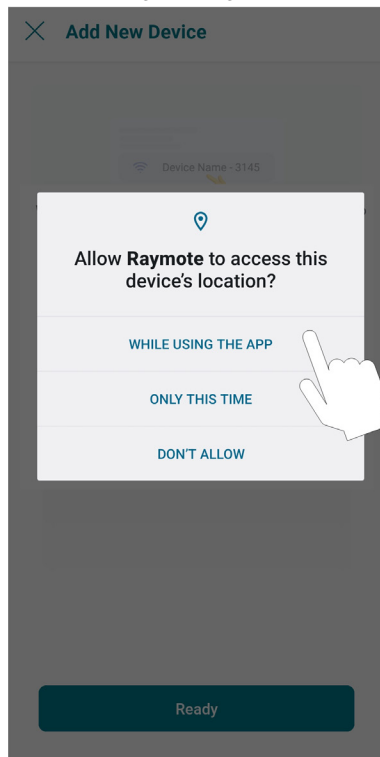 Add New Device
Device Name - 3145
Allow Raymote to access this
device's location?
WHILE USING THE APP
ONLY THIS TIME
DON'T ALLOW
Ready